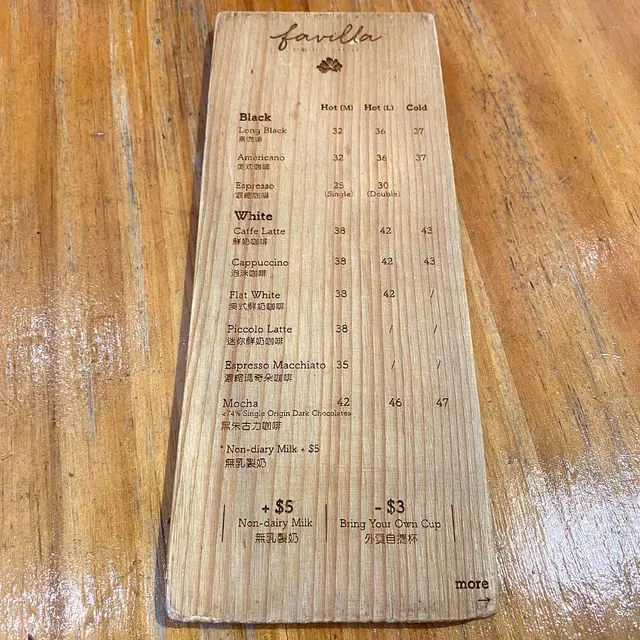 favilla
Hot (M) Hot (L) Cold
Black
Long Black 32 36 37
黑咖啡
Americano 32 36 37
美式咖啡
Espresso 25 30
濃縮咖啡 (Single) (Double)
White
Caffe Latte 38 42 43
鮮奶咖啡
Cappuccino 38 42 43
泡沫咖啡
Flat White 38 42 /
澳式鮮奶咖啡
Piccolo Latte 38 / /
迷你鮮奶咖啡
Espresso Macchiato 35 / /
濃縮瑪奇朵咖啡
Mocha 42 46 47
<74% Single Origin Dark Chocolate>
黑朱古力咖啡
* Non-diary Milk + $5
無乳製奶
+ $5 - $3
Non-dairy Milk Bring Your Own Cup
無乳製奶 外賣自攜杯
more
→